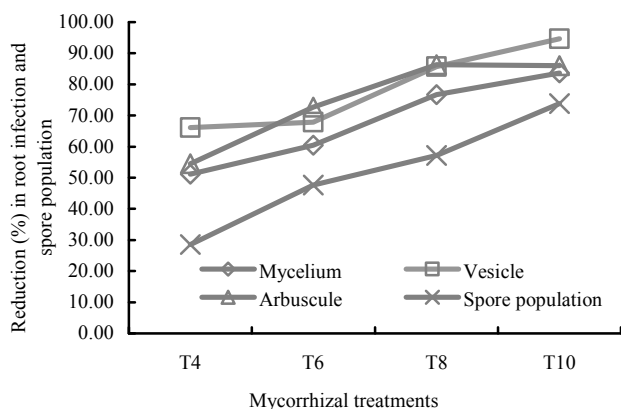 Reduction (%) in root infection and
spore population
100.00
90.00
80.00
70.00
60.00
50.00
40.00
30.00
20.00
10.00
0.00
Mycelium
Vesicle
Arbuscule
Spore population
T4
T6
T8
T10
Mycorrhizal treatments